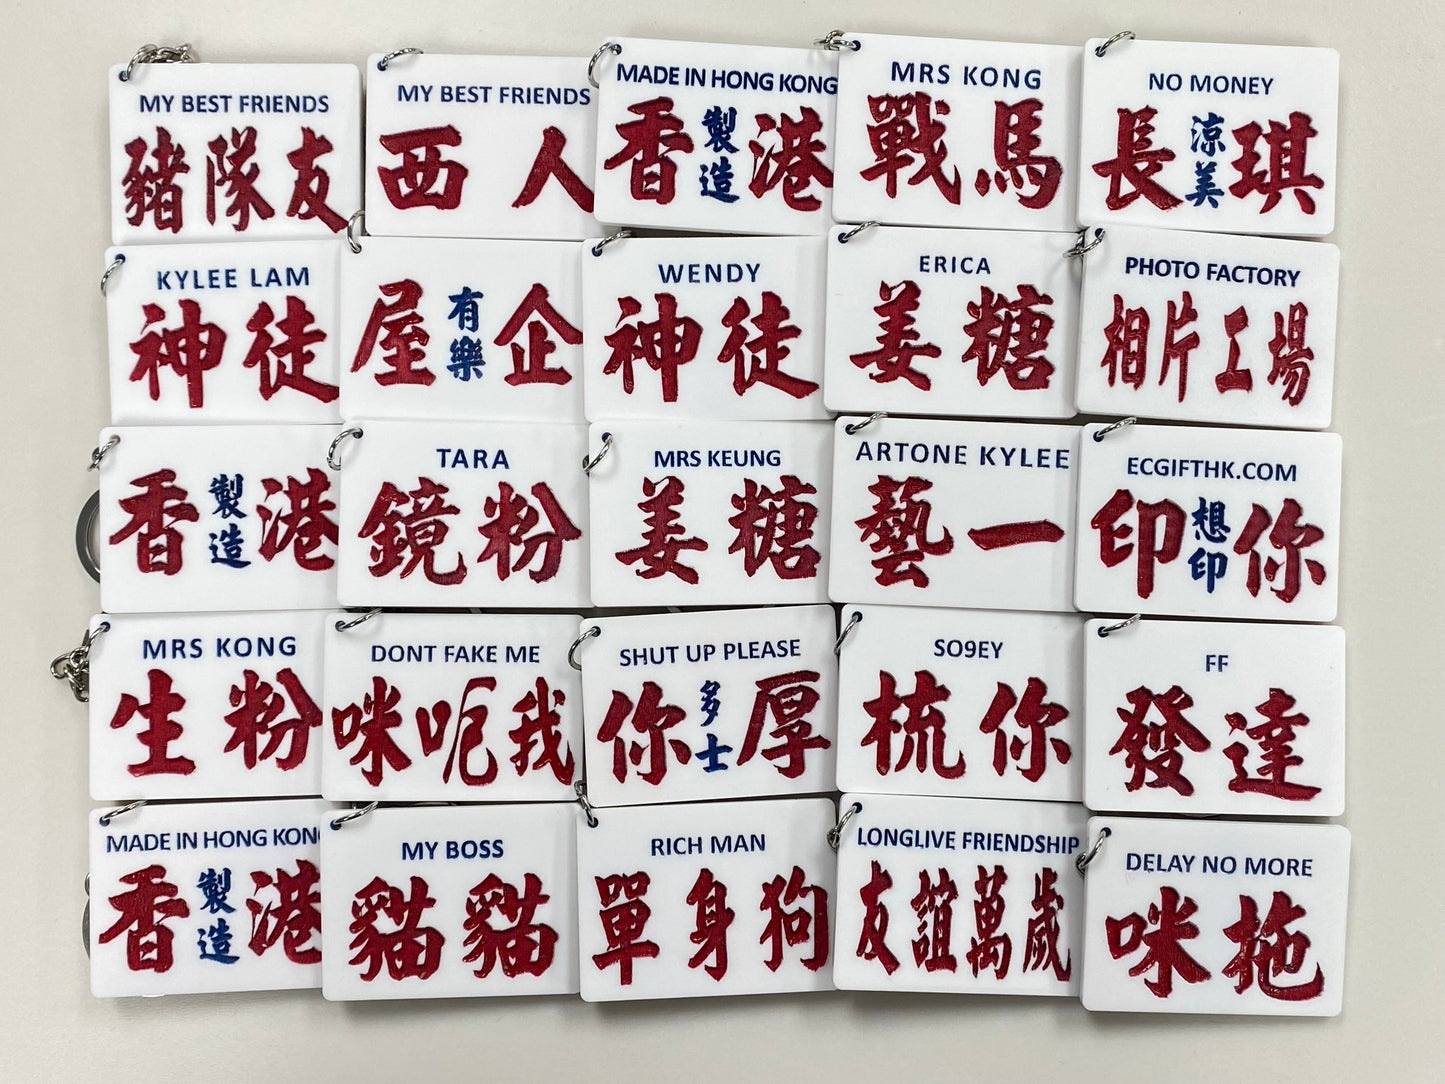 MY BEST FRIENDS
豬隊友
MY BEST FRIENDS
西人
MADE IN HONG KONG
香製造港
MRS KONG
戰馬
NO MONEY
長涼美琪
KYLEE LAM
神徒
屋有樂企
WENDY
神徒
ERICA
姜糖
PHOTO FACTORY
相片工場
香製造港
TARA
鏡粉
MRS KEUNG
姜糖
ARTONE KYLEE
藝一
ECGIFTHK.COM
印想印你
MRS KONG
生粉
DONT FAKE ME
咪呃我
SHUT UP PLEASE
你多士厚
SO9EY
梳你
FF
發達
MADE IN HONG KONG
香製造港
MY BOSS
貓貓
RICH MAN
單身狗
LONGLIVE FRIENDSHIP
友誼萬歲
DELAY NO MORE
咪拖